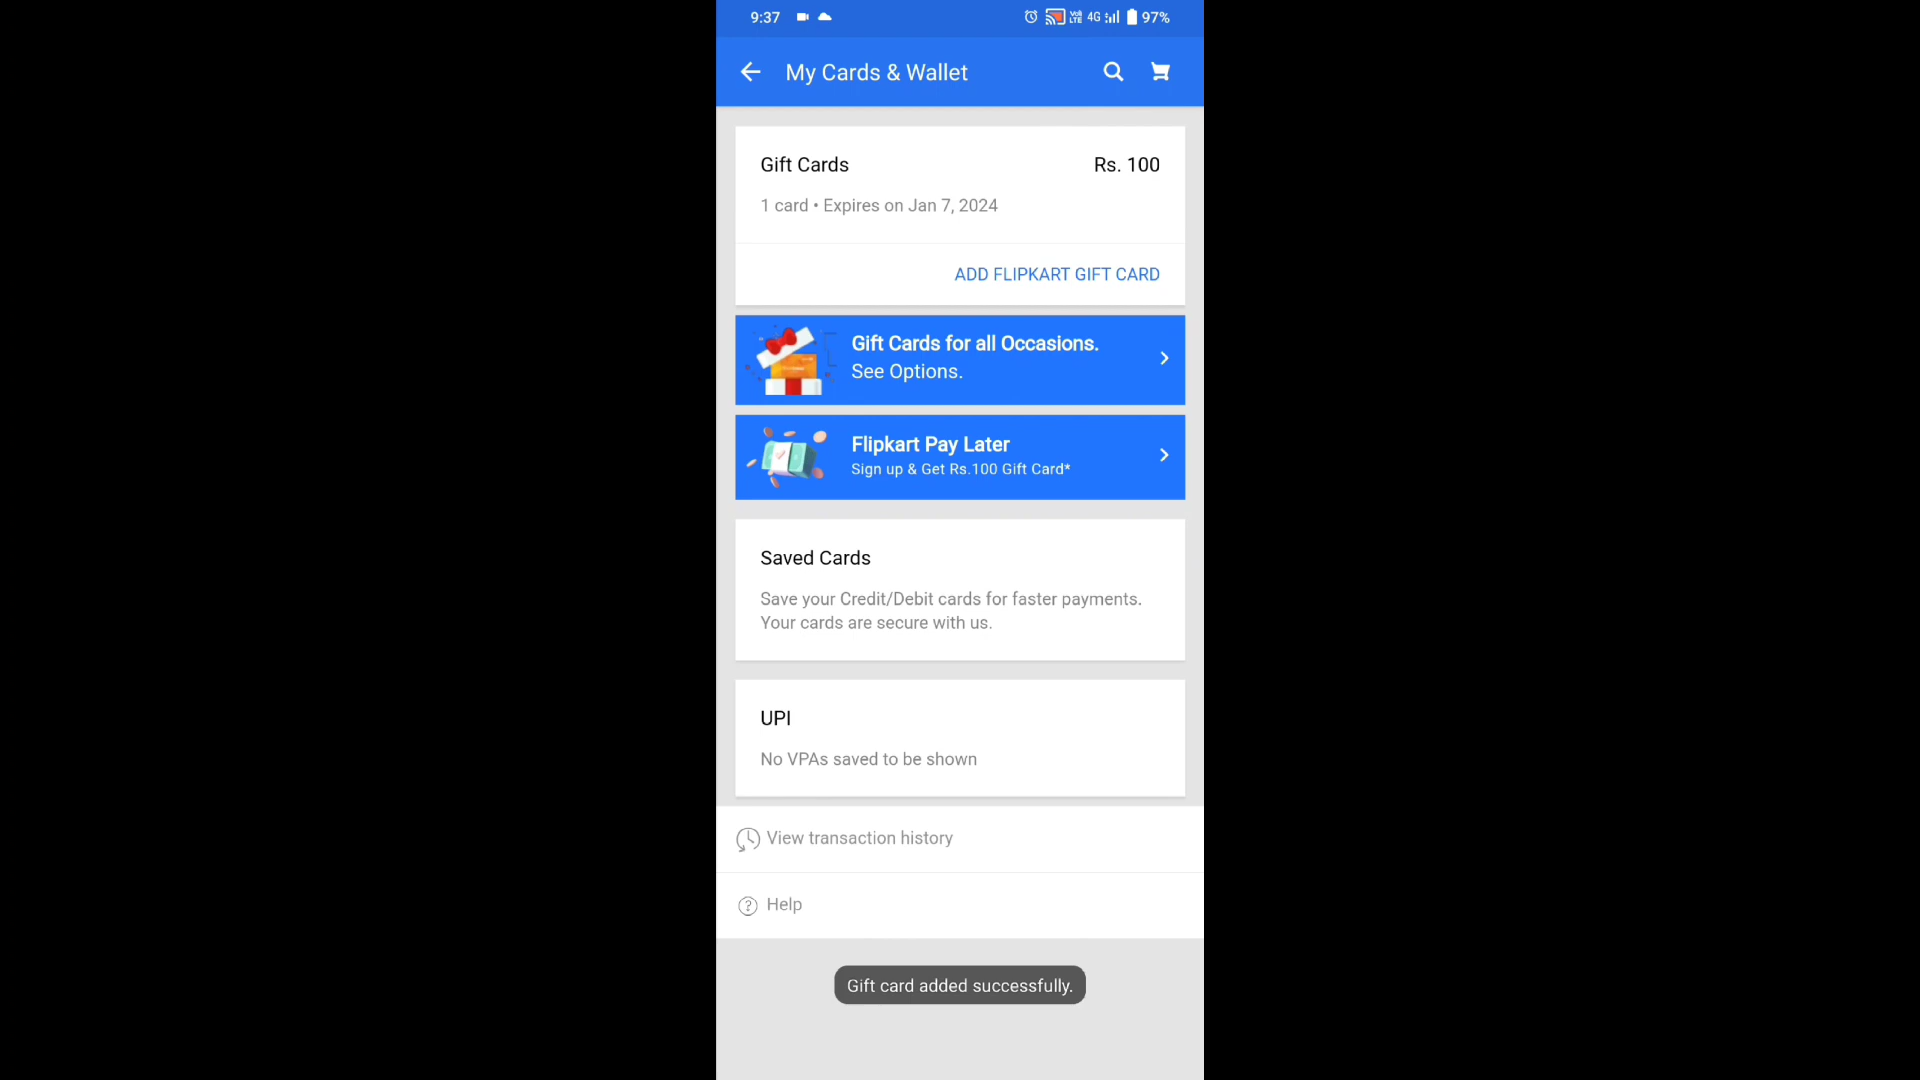 9:37
4G 97%
My Cards & Wallet
Gift Cards Rs. 100
1 card • Expires on Jan 7, 2024
ADD FLIPKART GIFT CARD
Gift Cards for all Occasions.
See Options.
Flipkart Pay Later
Sign up & Get Rs.100 Gift Card*
Saved Cards
Save your Credit/Debit cards for faster payments.
Your cards are secure with us.
UPI
No VPAs saved to be shown
View transaction history
? Help
Gift card added successfully.